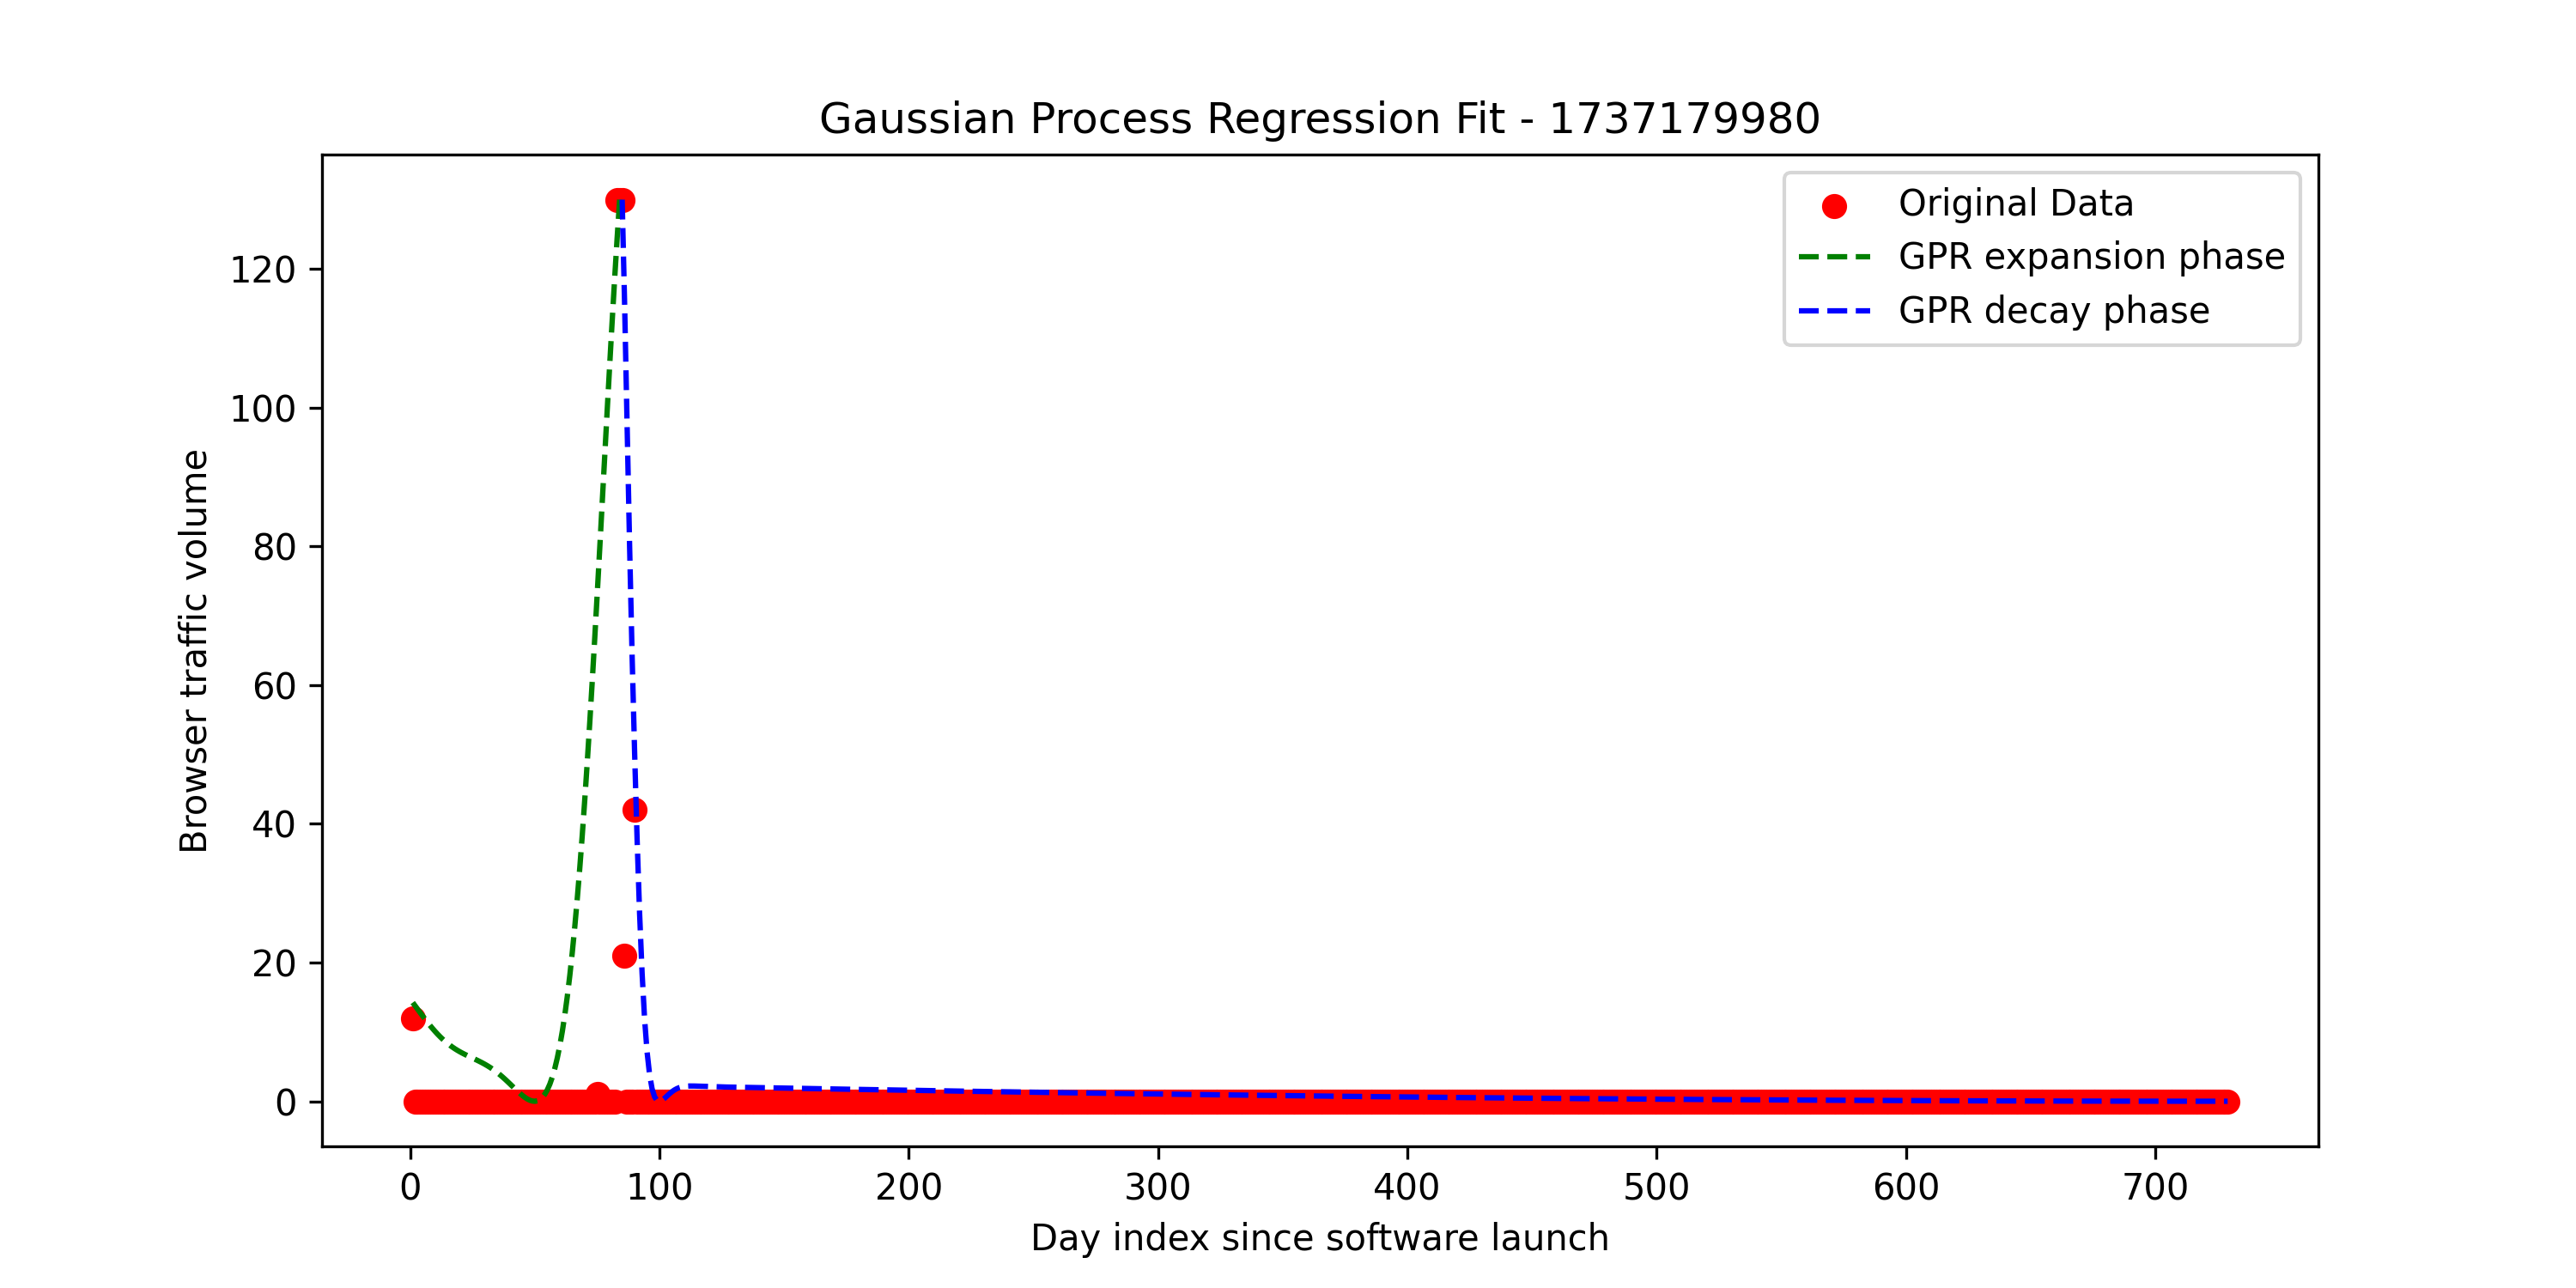 Gaussian Process Regression Fit - 1737179980
Original Data
GPR expansion phase
GPR decay phase
Browser traffic volume
120
100
80
60
40
20
0
0 100 200 300 400 500 600 700
Day index since software launch